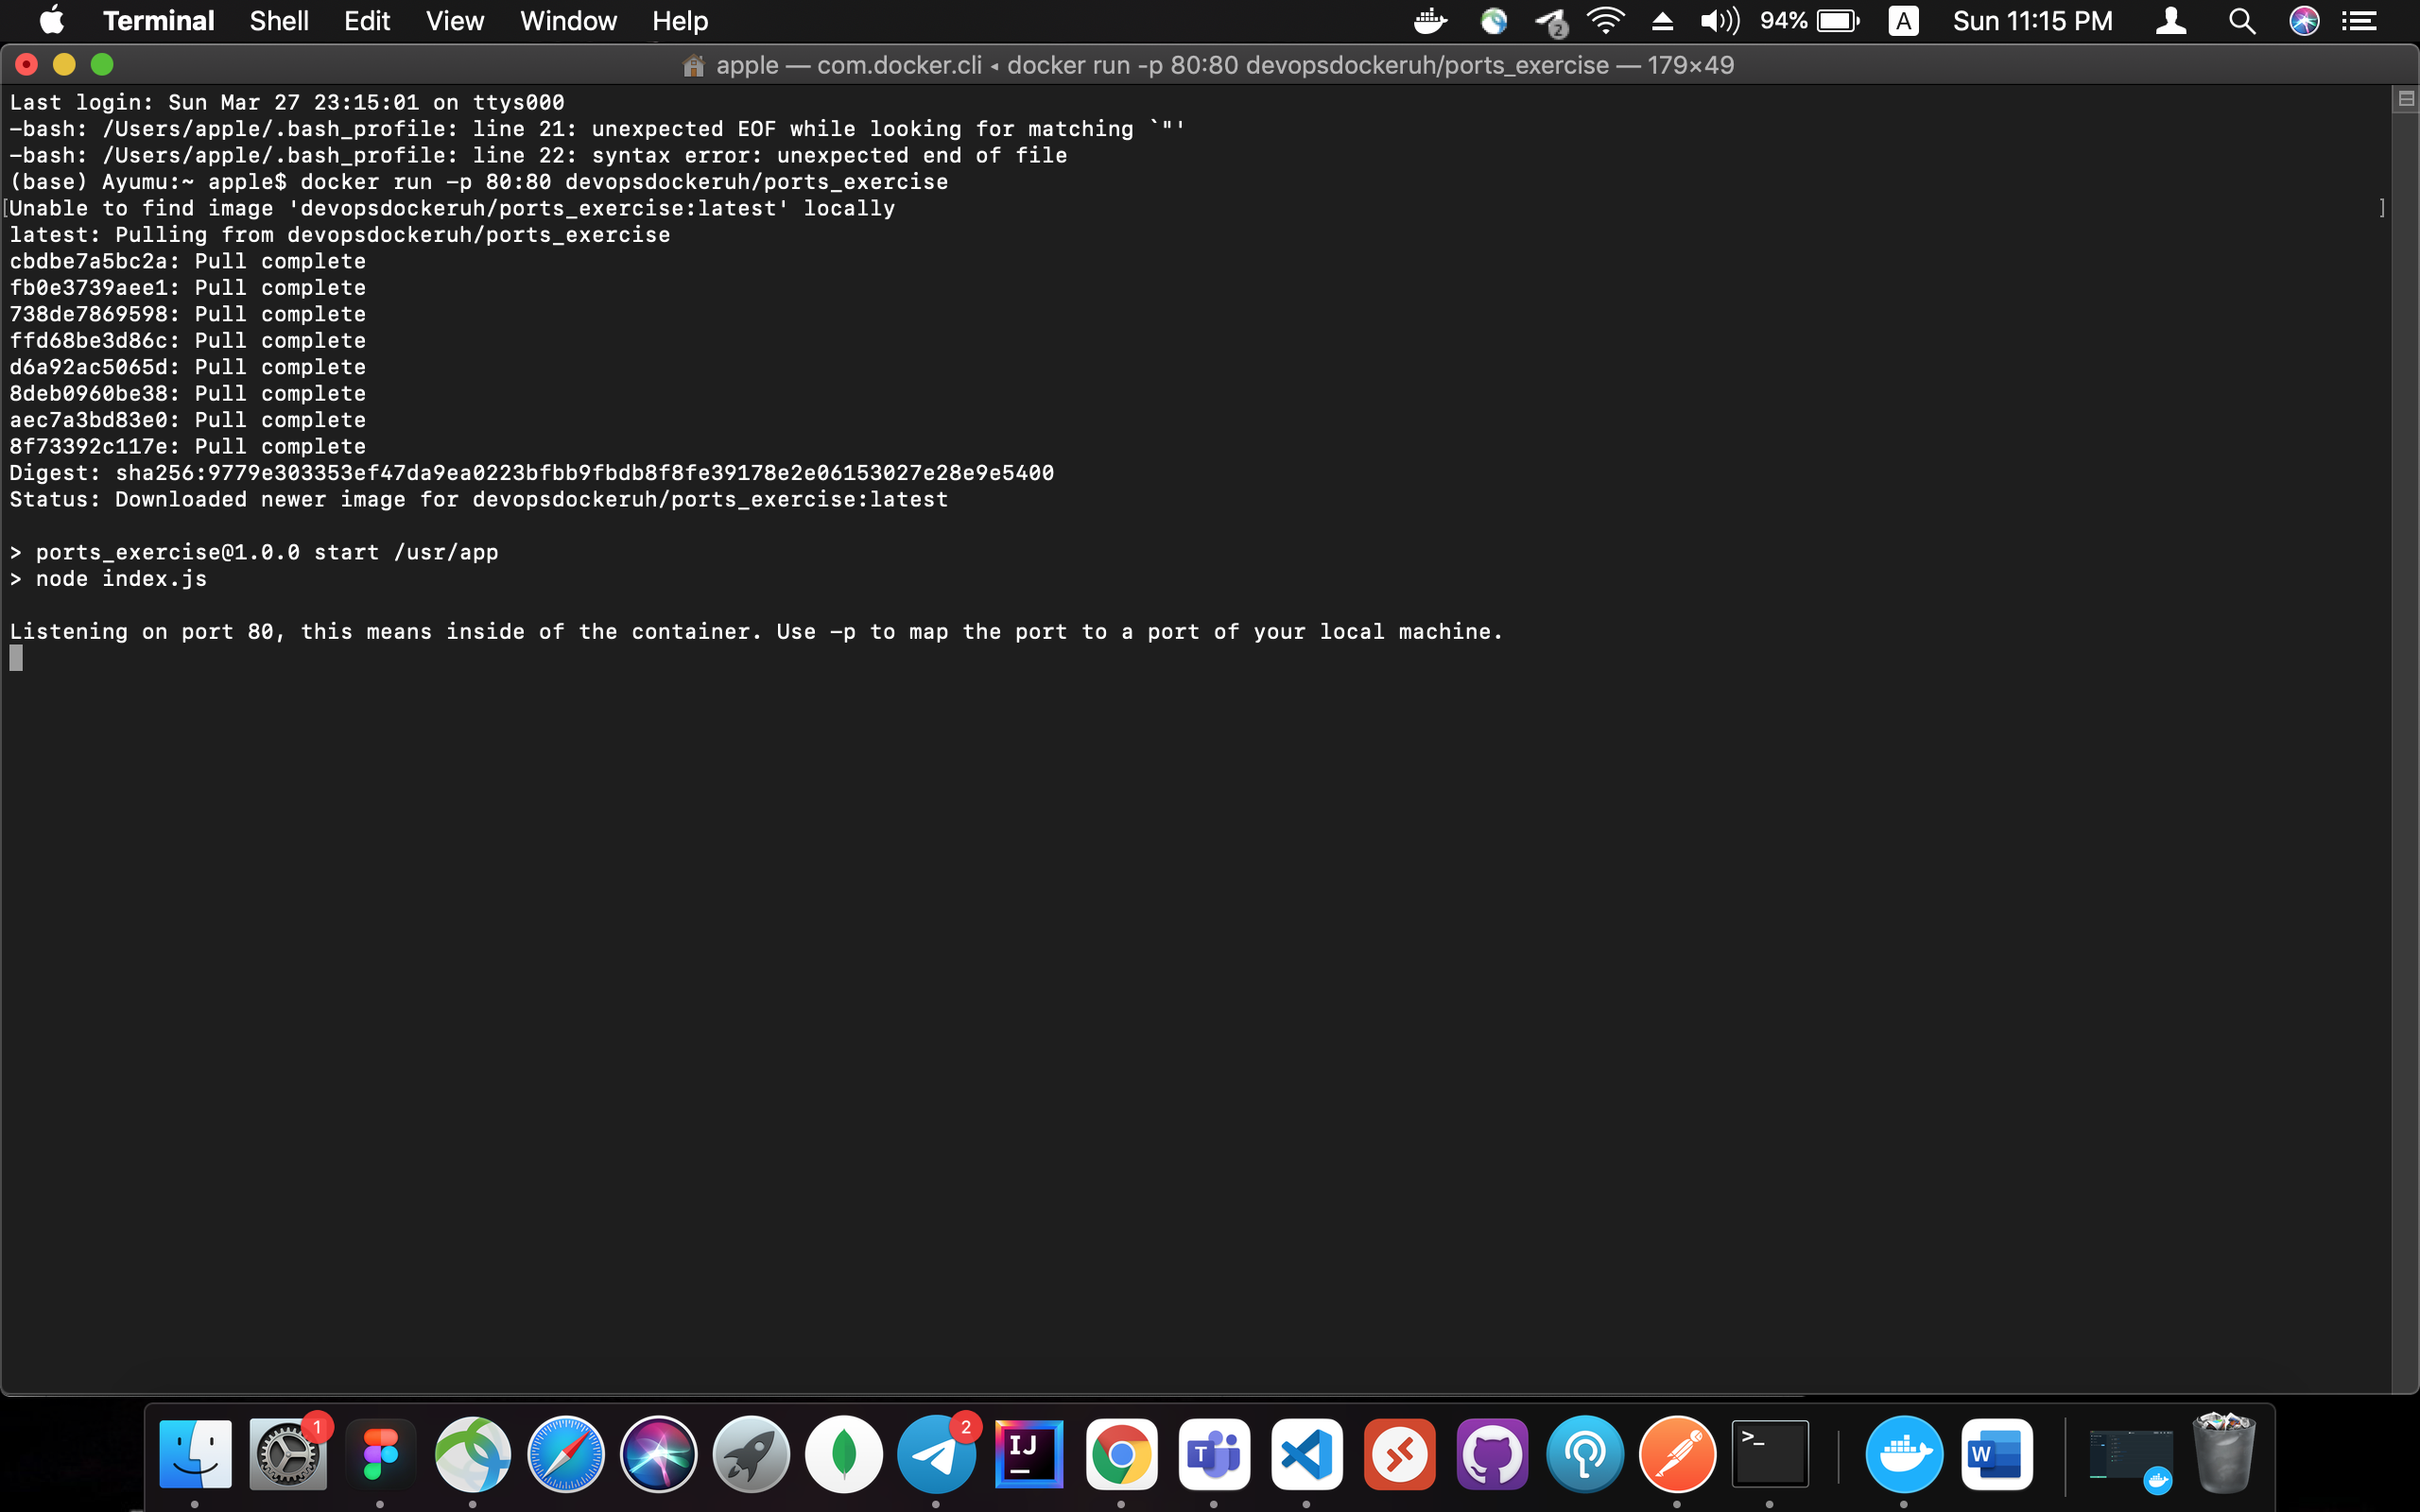 Terminal Shell Edit View Window Help 2 94% A Sun 11:15 PM
apple — com.docker.cli ◂ docker run -p 80:80 devopsdockeruh/ports_exercise — 179×49
Last login: Sun Mar 27 23:15:01 on ttys000
-bash: /Users/apple/.bash_profile: line 21: unexpected EOF while looking for matching `"'
-bash: /Users/apple/.bash_profile: line 22: syntax error: unexpected end of file
(base) Ayumu:~ apple$ docker run -p 80:80 devopsdockeruh/ports_exercise
[Unable to find image 'devopsdockeruh/ports_exercise:latest' locally ]
latest: Pulling from devopsdockeruh/ports_exercise
cbdbe7a5bc2a: Pull complete
fb0e3739aee1: Pull complete
738de7869598: Pull complete
ffd68be3d86c: Pull complete
d6a92ac5065d: Pull complete
8deb0960be38: Pull complete
aec7a3bd83e0: Pull complete
8f73392c117e: Pull complete
Digest: sha256:9779e303353ef47da9ea0223bfbb9fbdb8f8fe39178e2e06153027e28e9e5400
Status: Downloaded newer image for devopsdockeruh/ports_exercise:latest
> ports_exercise@1.0.0 start /usr/app
> node index.js
Listening on port 80, this means inside of the container. Use -p to map the port to a port of your local machine.
1 2 IJ T >_ W